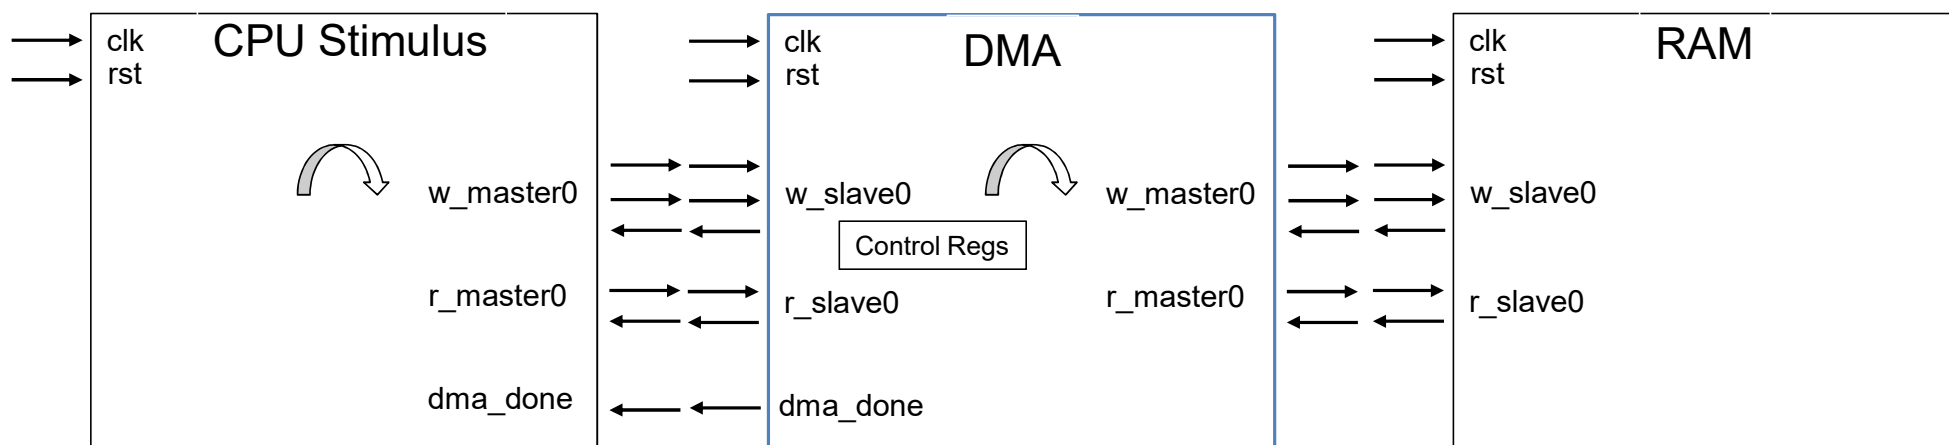 CPU Stimulus
clk
rst
w_master0
r_master0
dma_done
DMA
clk
rst
w_slave0
Control Regs
r_slave0
dma_done
w_master0
r_master0
RAM
clk
rst
w_slave0
r_slave0